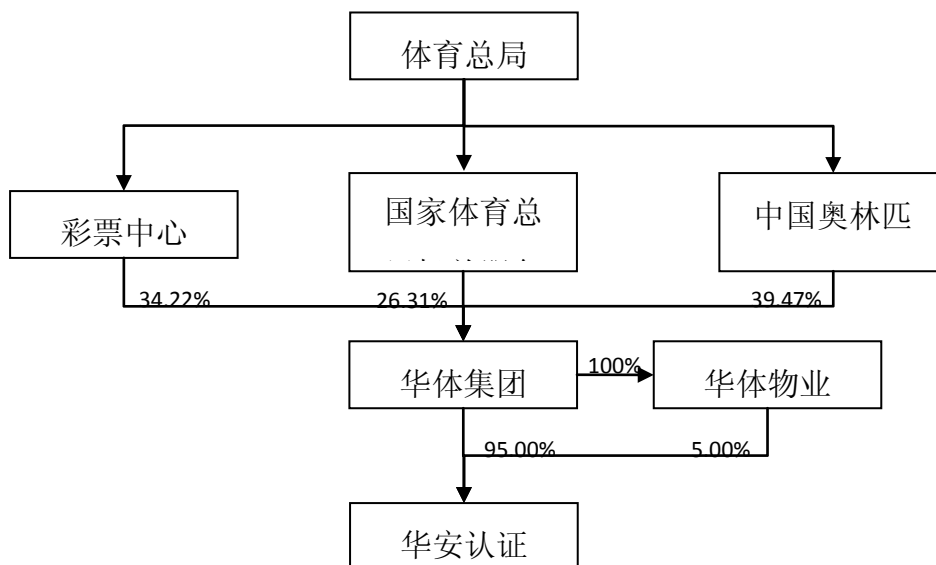 体育总局
彩票中心
国家体育总
中国奥林匹
34.22%
26.31%
39.47%
华体集团
100%
华体物业
95.00%
5.00%
华安认证